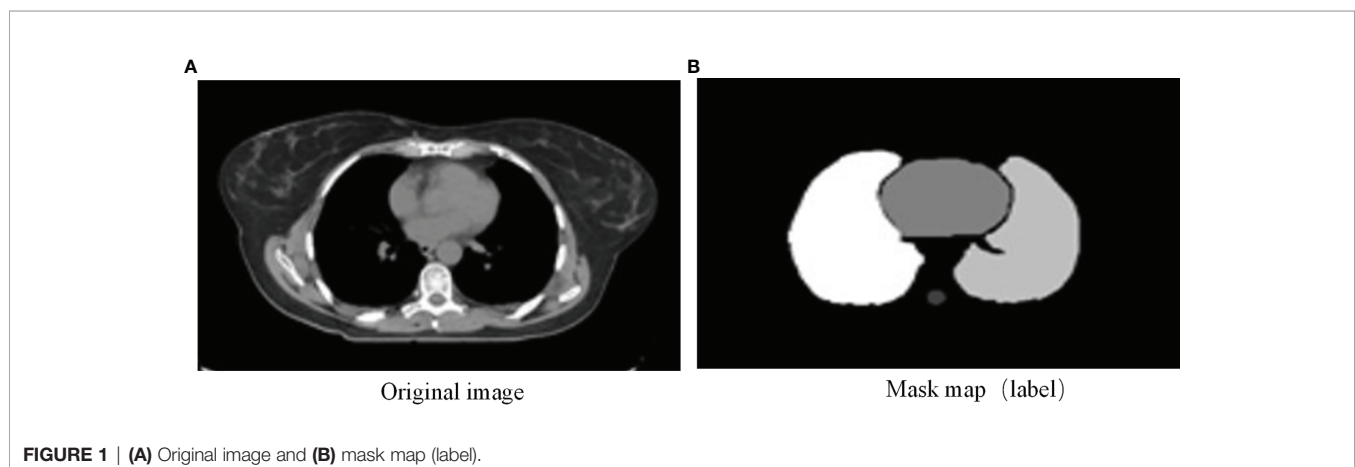 A
B
Original image
Mask map (label)
FIGURE 1 | (A) Original image and (B) mask map (label).